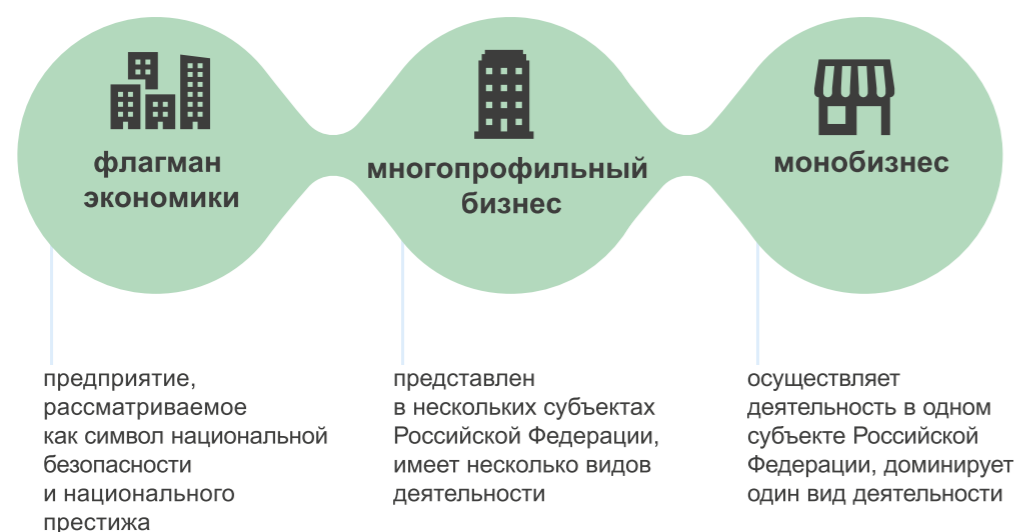 флагман
экономики
многопрофильный
бизнес
монобизнес
предприятие,
рассматриваемое
как символ национальной
безопасности
и национального
престижа
представлен
в нескольких субъектах
Российской Федерации,
имеет несколько видов
деятельности
осуществляет
деятельность в одном
субъекте Российской
Федерации, доминирует
один вид деятельности